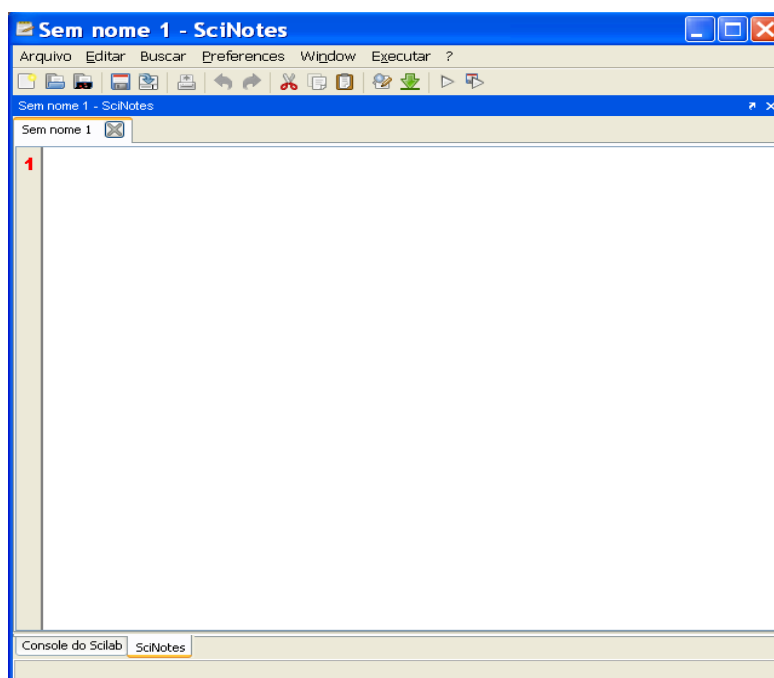 Sem nome 1 - SciNotes
Arquivo Editar Buscar Preferences Window Executar ?
Sem nome 1 - SciNotes
Sem nome 1
1
Console do Scilab SciNotes